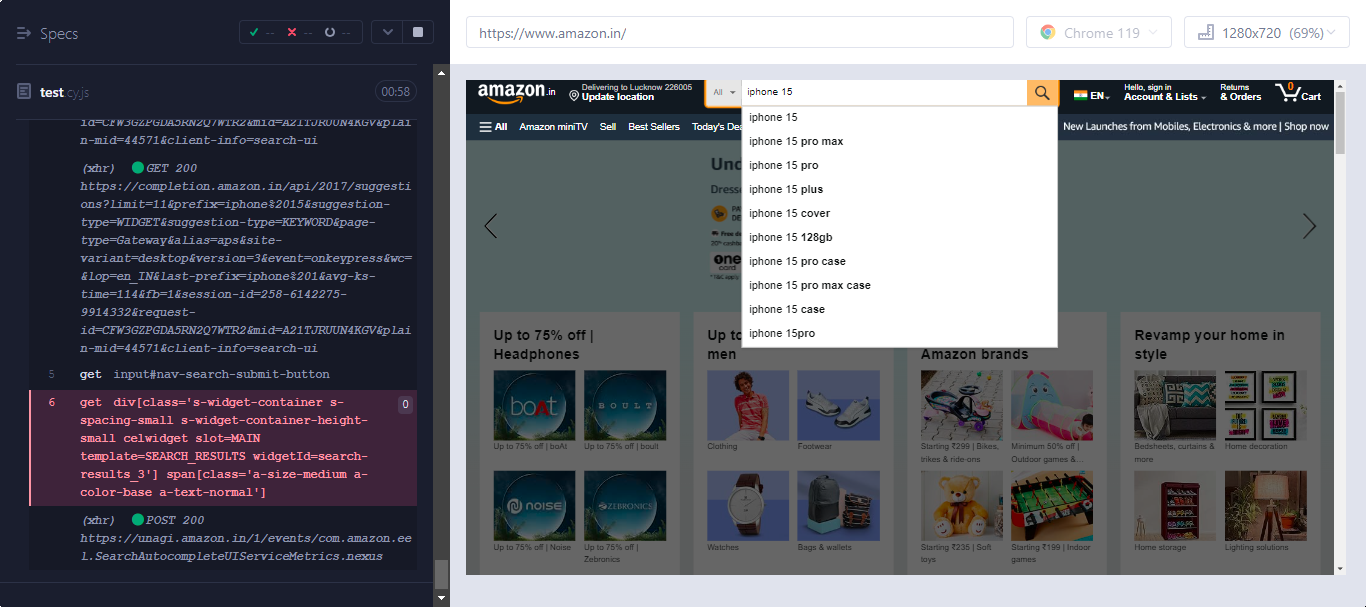 Specs
-- -- --
test cy.js
00:58
id=CFW3GZPGDA5RN2Q7WTR2&mid=A21TJRUUN4KGV&plai
n-mid=44571&client-info=search-ui
(xhr) GET 200
https://completion.amazon.in/api/2017/suggesti
ons?limit=11&prefix=iphone%2015&suggestion-
type=WIDGET&suggestion-type=KEYWORD&page-
type=Gateway&alias=aps&site-
variant=desktop&version=3&event=onkeypress&wc=
&lop=en_IN&last-prefix=iphone%201&avg-ks-
time=114&fb=1&session-id=258-6142275-
9914332&request-
id=CFW3GZPGDA5RN2Q7WTR2&mid=A21TJRUUN4KGV&plai
n-mid=44571&client-info=search-ui
5 get input#nav-search-submit-button
6 get div[class='s-widget-container s-
spacing-small s-widget-container-height-
small celwidget slot=MAIN
template=SEARCH_RESULTS widgetId=search-
results_3'] span[class='a-size-medium a-
color-base a-text-normal']
0
(xhr) POST 200
https://unagi.amazon.in/1/events/com.amazon.ee
l.SearchAutocompleteUIServiceMetrics.nexus
https://www.amazon.in/
Chrome 119
1280x720 (69%)
amazon.in
Delivering to Lucknow 226005
Update location
All
iphone 15
EN
Hello, sign in
Account & Lists
Returns
& Orders
0
Cart
All Amazon miniTV Sell Best Sellers Today's Dea
New Launches from Mobiles, Electronics & more | Shop now
iphone 15
iphone 15 pro max
iphone 15 pro
iphone 15 plus
iphone 15 cover
iphone 15 128gb
iphone 15 pro case
iphone 15 pro max case
iphone 15 case
iphone 15pro
Und
Dresse
Free de
one
card
Up to 75% off |
Headphones
boAt
BOULT
Up to 75% off | boAt
Up to 75% off | boult
NOISE
ZEBRONICS
Up to 75% off | Noise
Up to 75% off |
Zebronics
Up to
men
Clothing
Footwear
Watches
Bags & wallets
Amazon brands
Starting ₹299 | Bikes,
trikes & ride-ons
Minimum 50% off |
Outdoor games &...
Starting ₹235 | Soft
toys
Starting ₹199 | Indoor
games
Revamp your home in
style
Bedsheets, curtains &
more
Home decoration
Home storage
Lighting solutions